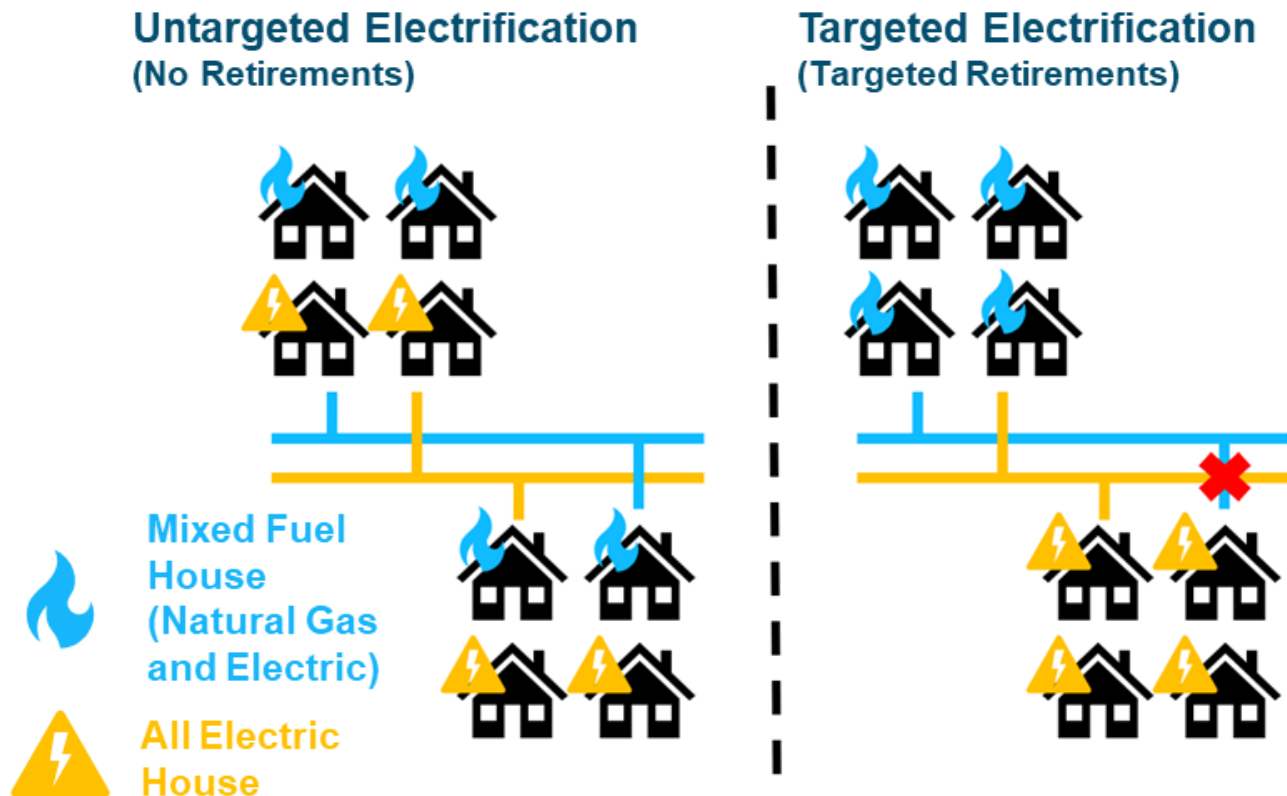 Untargeted Electrification
(No Retirements)
Targeted Electrification
(Targeted Retirements)
Mixed Fuel
House
(Natural Gas
and Electric)
All Electric
House